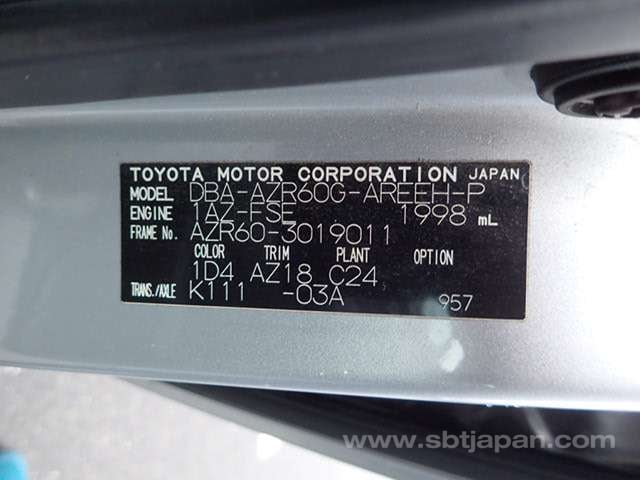 TOYOTA MOTOR CORPORATION JAPAN
MODEL DBA-AZR60G-AREEH-P
ENGINE 1AZ-FSE 1998 mL
FRAME No. AZR60-3019011
COLOR TRIM PLANT OPTION
1D4 AZ18 C24
TRANS./AXLE K111 -03A 957
www.sbtjapan.com